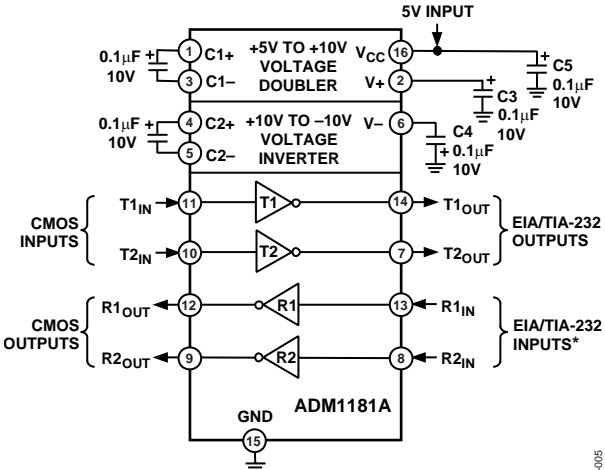 5V INPUT
0.1μF
10V
+
1
C1+
3
C1–
+5V TO +10V
VOLTAGE
DOUBLER
VCC
16
V+
2
+
C5
0.1μF
10V
+
C3
0.1μF
10V
0.1μF
10V
+
4
C2+
5
C2–
+10V TO –10V
VOLTAGE
INVERTER
V–
6
C4
+
0.1μF
10V
CMOS
INPUTS
T1IN
11
T1
14
T1OUT
T2IN
10
T2
7
T2OUT
EIA/TIA-232
OUTPUTS
CMOS
OUTPUTS
R1OUT
12
R1
13
R1IN
R2OUT
9
R2
8
R2IN
EIA/TIA-232
INPUTS*
ADM1181A
GND
15
-005